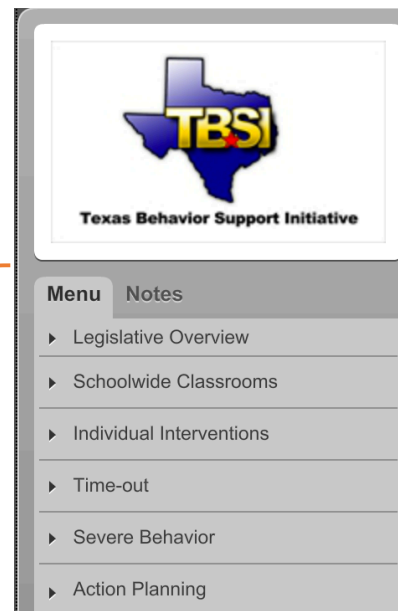 TBSI
Texas Behavior Support Initiative
Menu Notes
Legislative Overview
Schoolwide Classrooms
Individual Interventions
Time-out
Severe Behavior
Action Planning